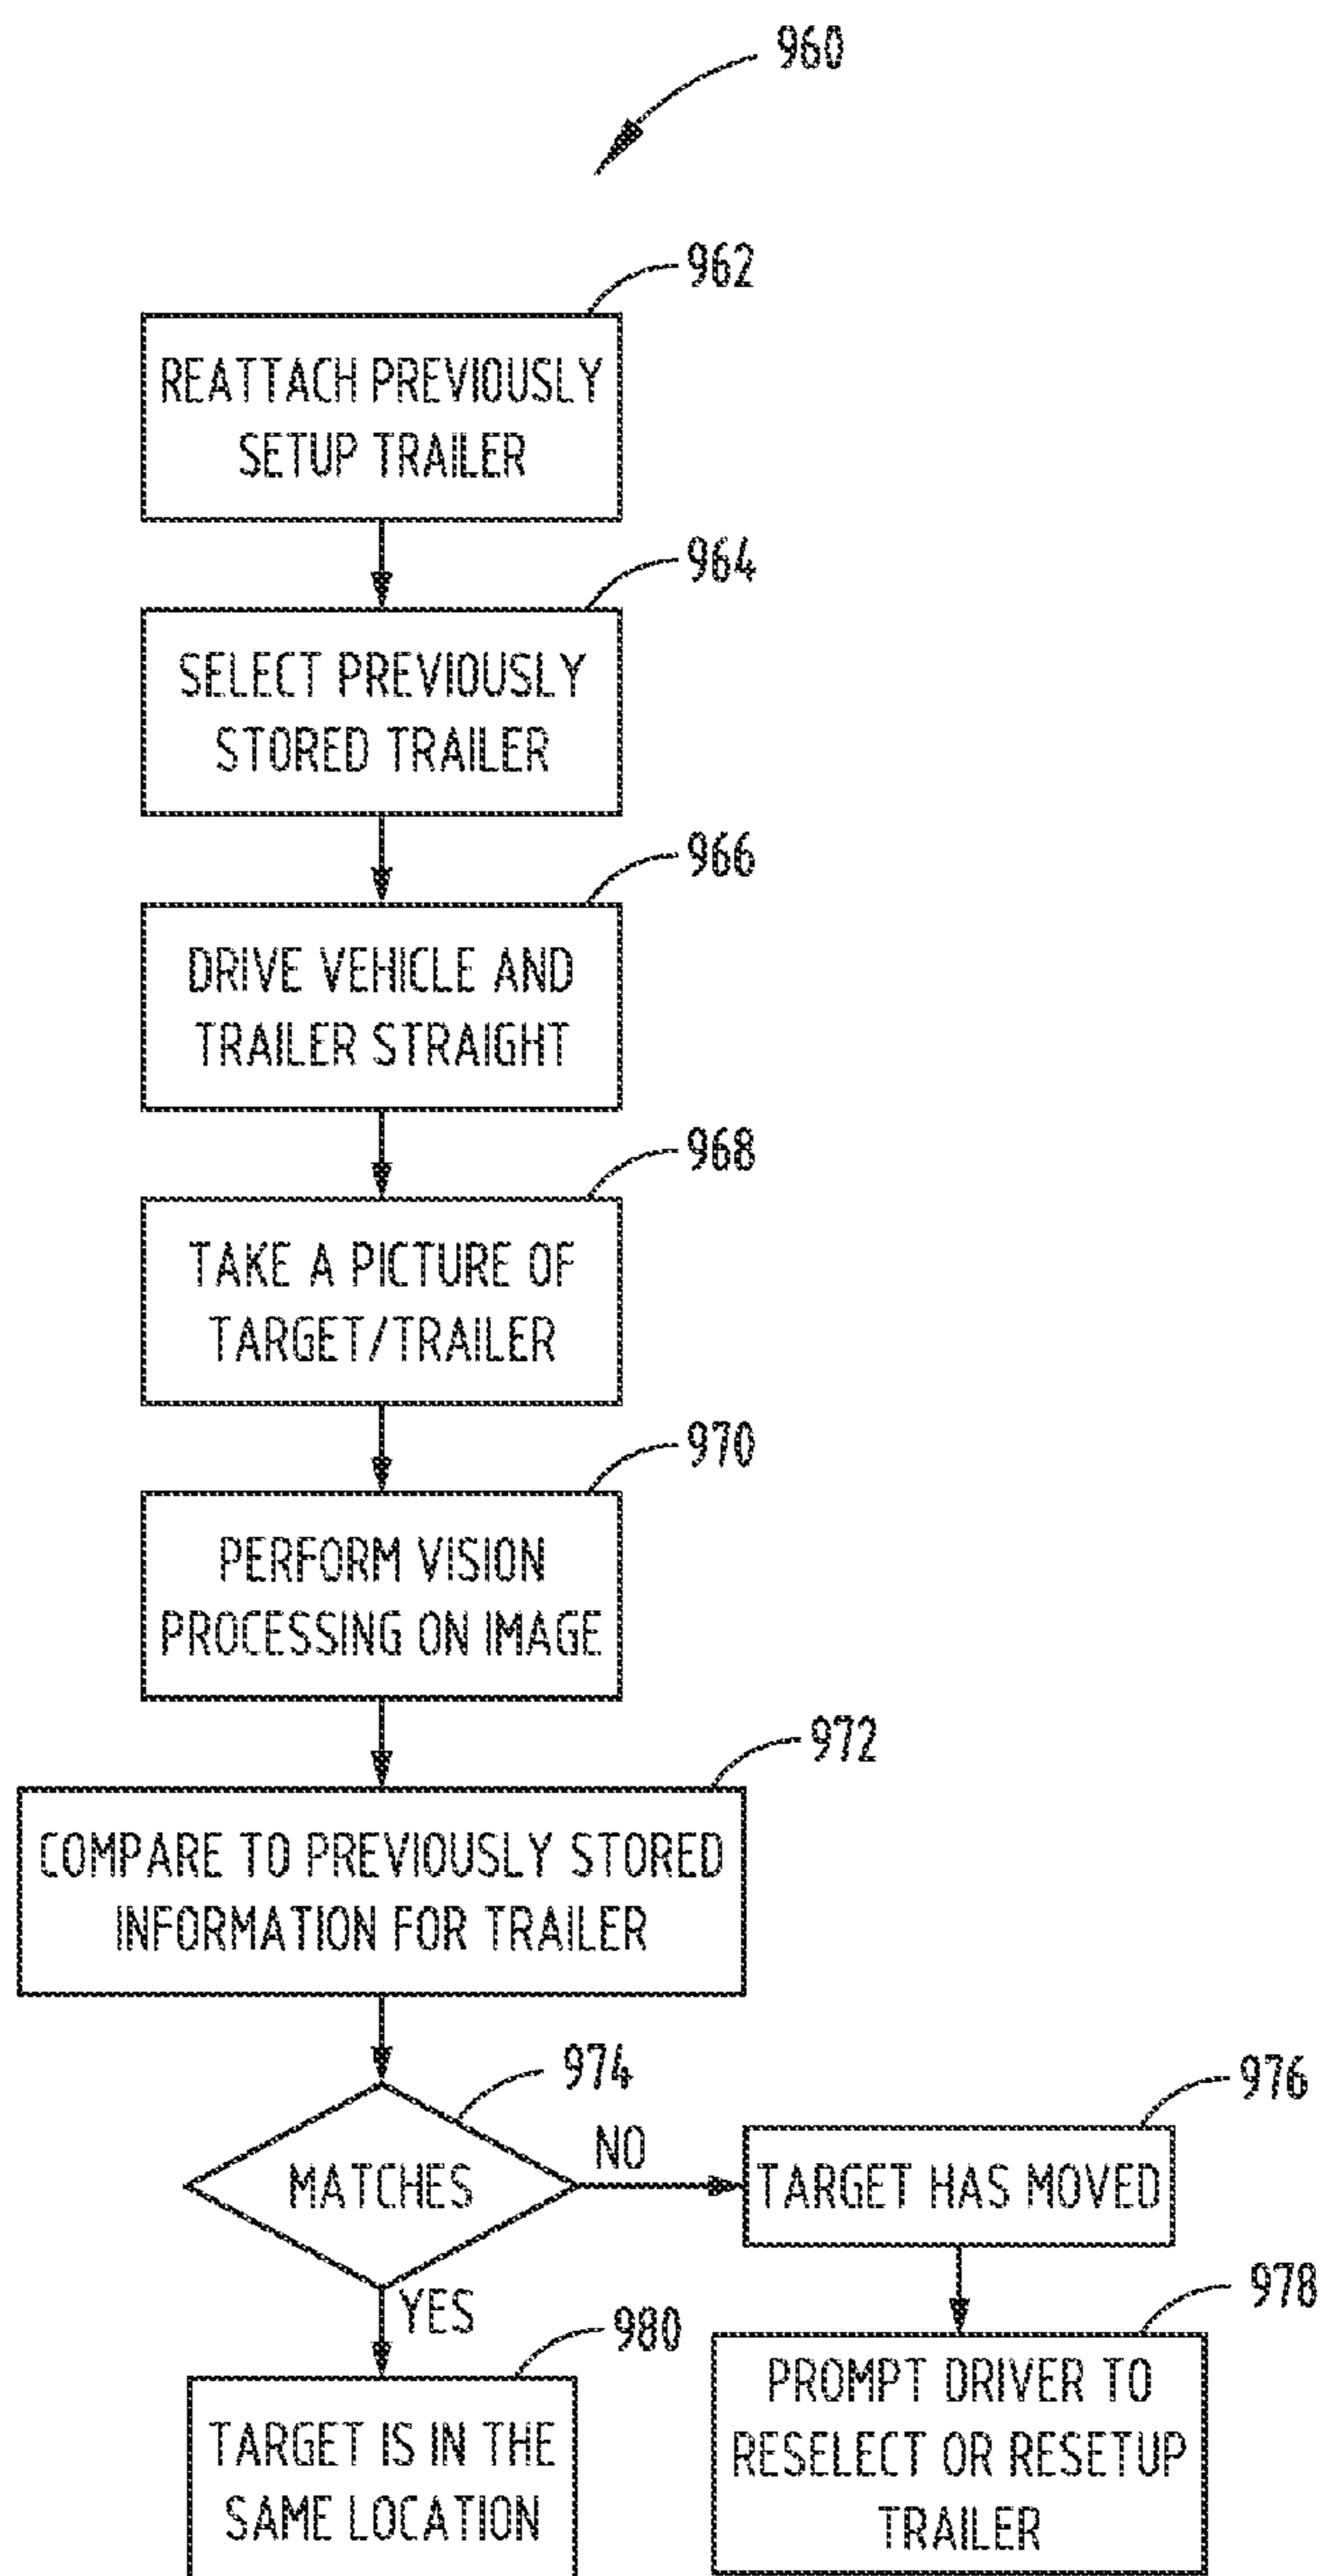 960
962
REATTACH PREVIOUSLY
SETUP TRAILER
964
SELECT PREVIOUSLY
STORED TRAILER
966
DRIVE VEHICLE AND
TRAILER STRAIGHT
968
TAKE A PICTURE OF
TARGET/TRAILER
970
PERFORM VISION
PROCESSING ON IMAGE
972
COMPARE TO PREVIOUSLY STORED
INFORMATION FOR TRAILER
974
MATCHES
NO
976
TARGET HAS MOVED
YES
978
PROMPT DRIVER TO
RESELECT OR RESETUP
TRAILER
980
TARGET IS IN THE
SAME LOCATION